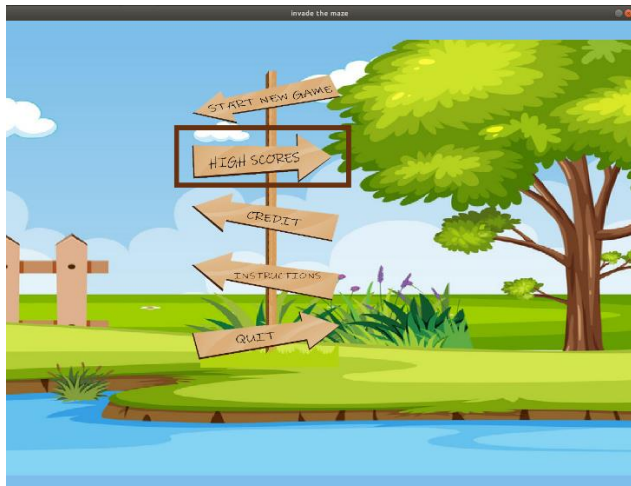 invade the maze
START NEW GAME
HIGH SCORES
CREDIT
INSTRUCTIONS
QUIT